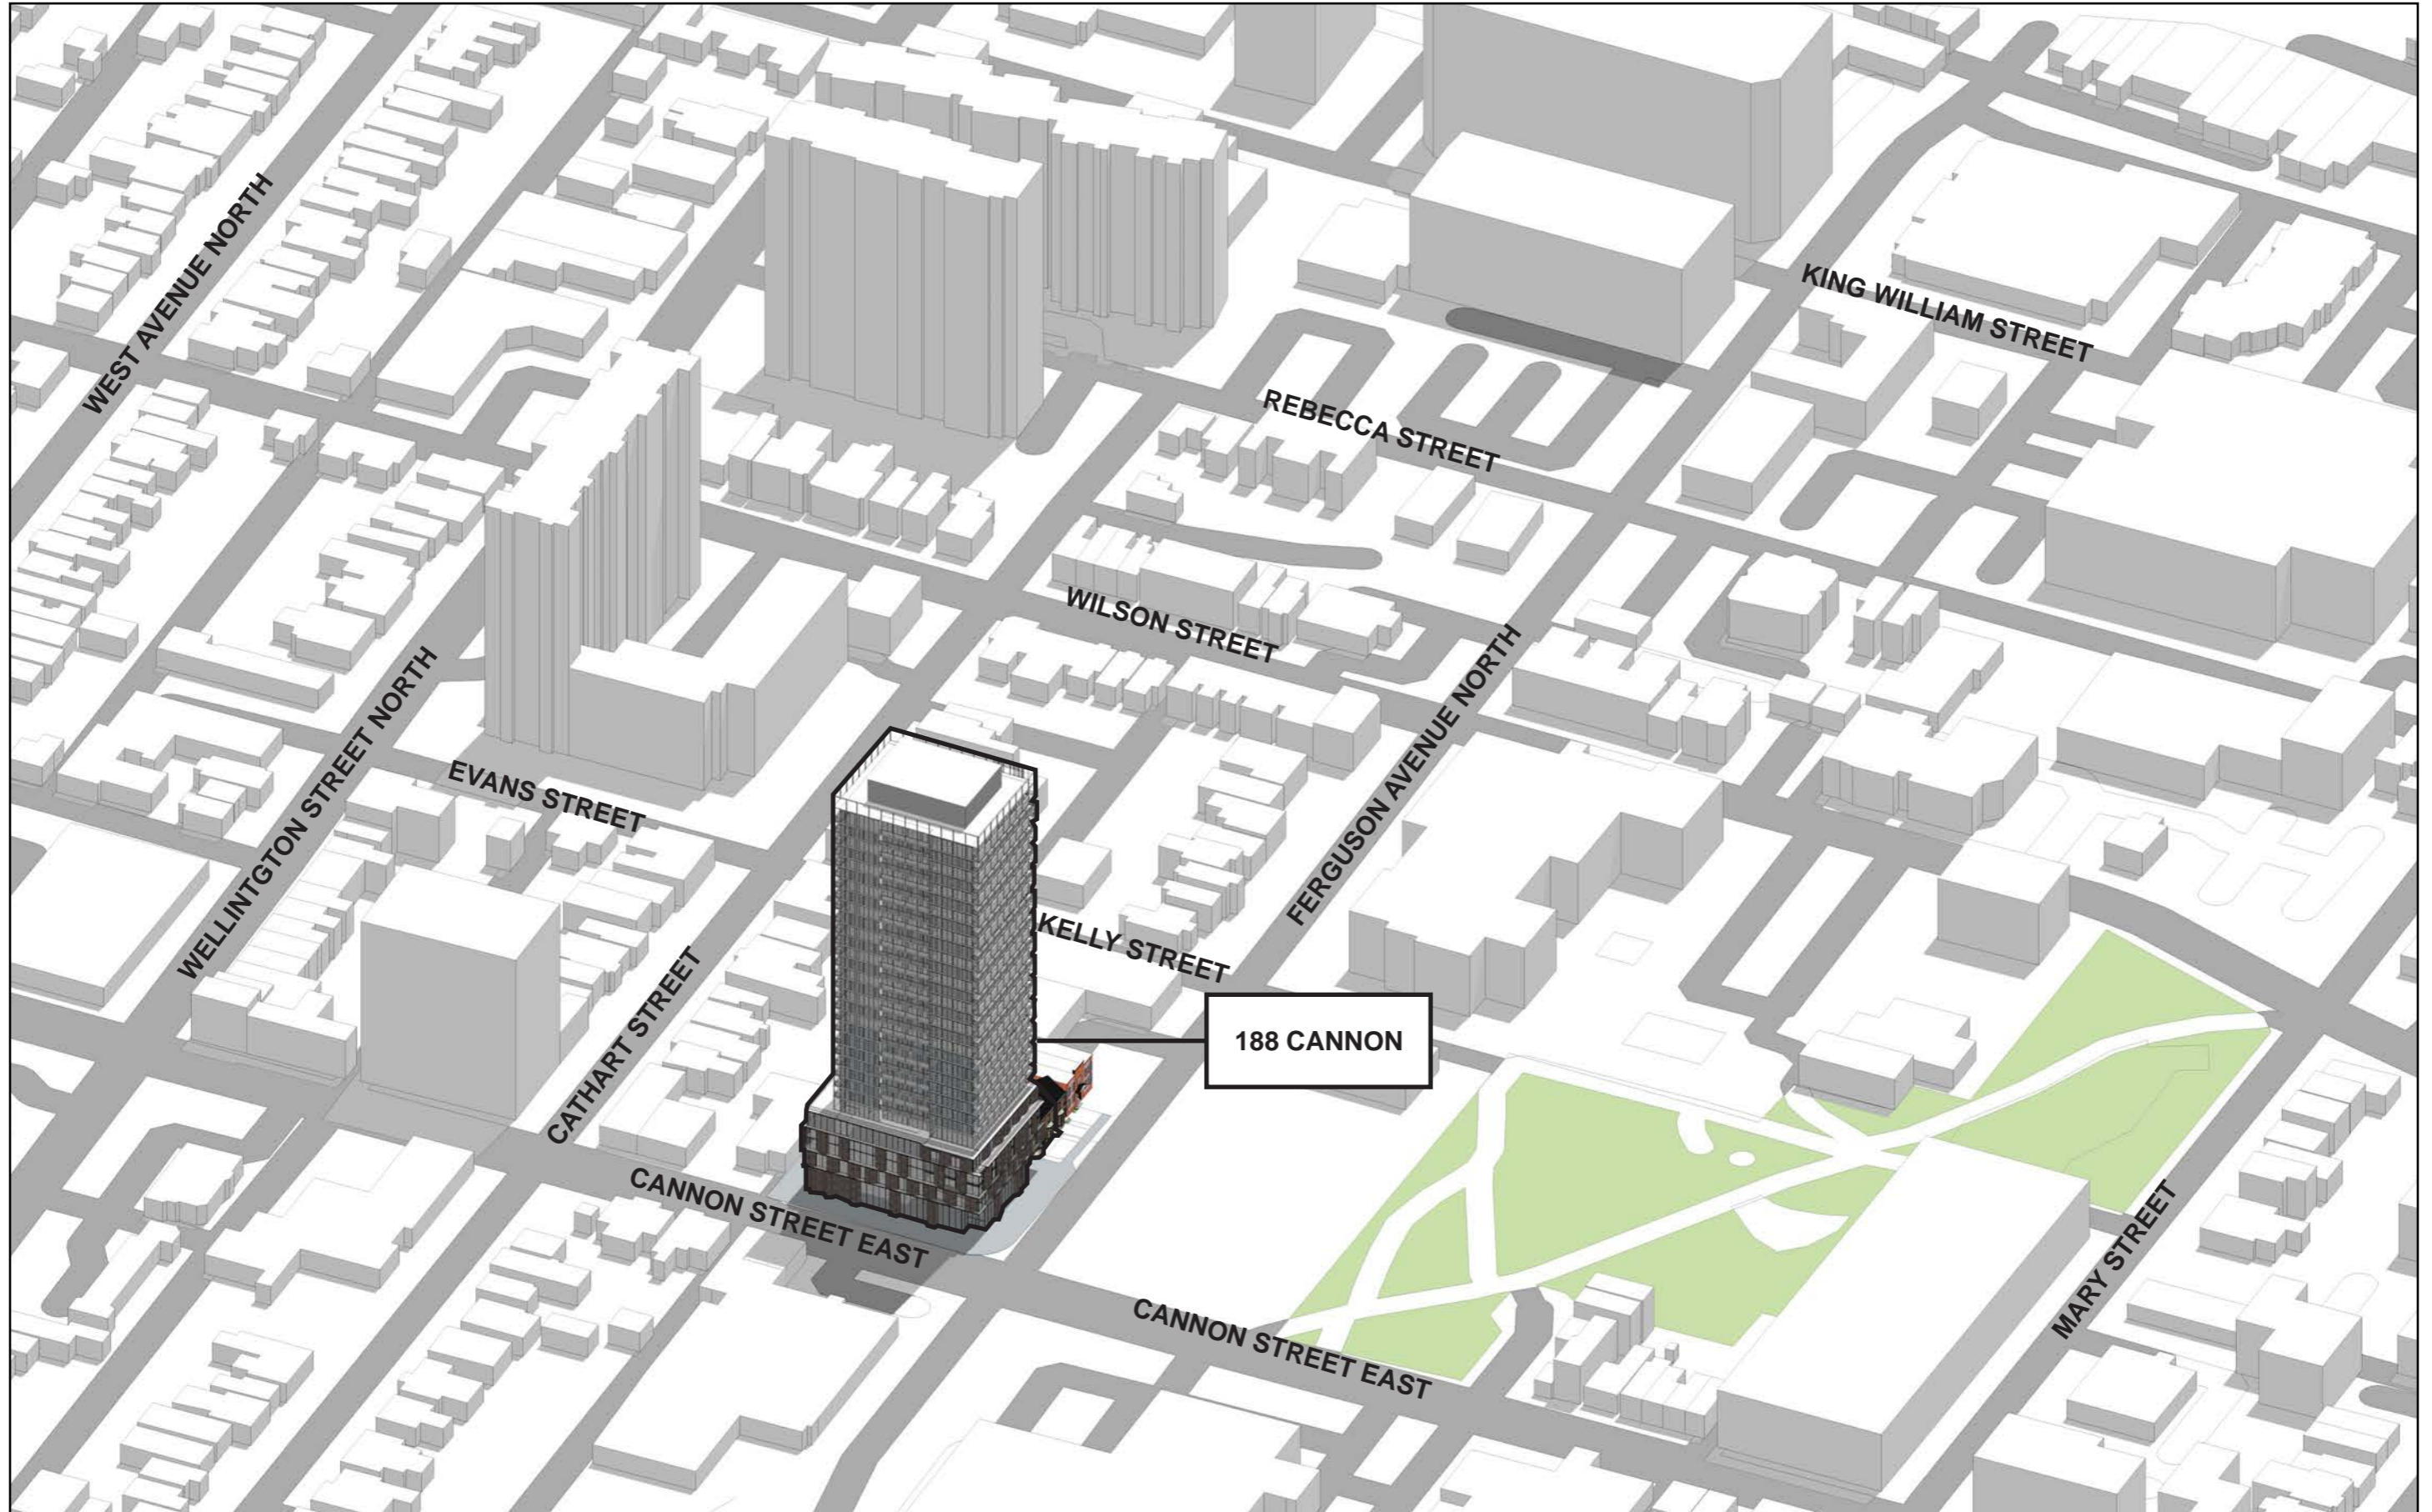 WEST AVENUE NORTH
KING WILLIAM STREET
REBECCA STREET
WILSON STREET
WELLINTGTON STREET NORTH
EVANS STREET
FERGUSON AVENUE NORTH
KELLY STREET
CATHART STREET
188 CANNON
CANNON STREET EAST
CANNON STREET EAST
MARY STREET